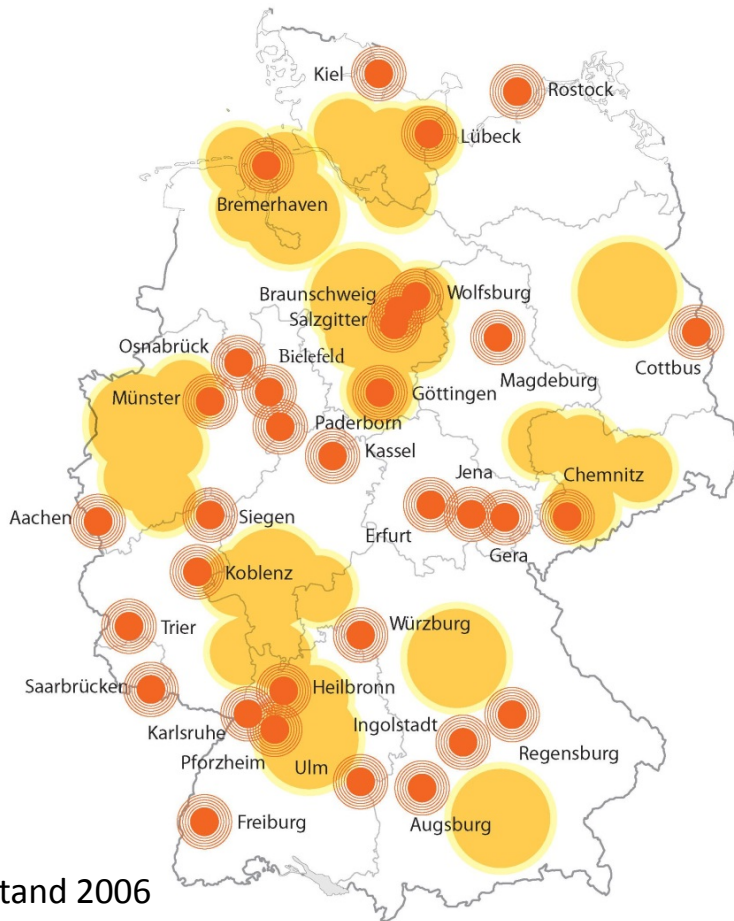 Kiel
Rostock
Lübeck
Bremerhaven
Braunschweig
Wolfsburg
Salzgitter
Osnabrück
Bielefeld
Magdeburg
Cottbus
Münster
Göttingen
Paderborn
Kassel
Jena
Chemnitz
Aachen
Siegen
Erfurt
Gera
Koblenz
Trier
Würzburg
Saarbrücken
Heilbronn
Karlsruhe
Ingolstadt
Regensburg
Pforzheim
Ulm
Augsburg
Freiburg
tand 2006